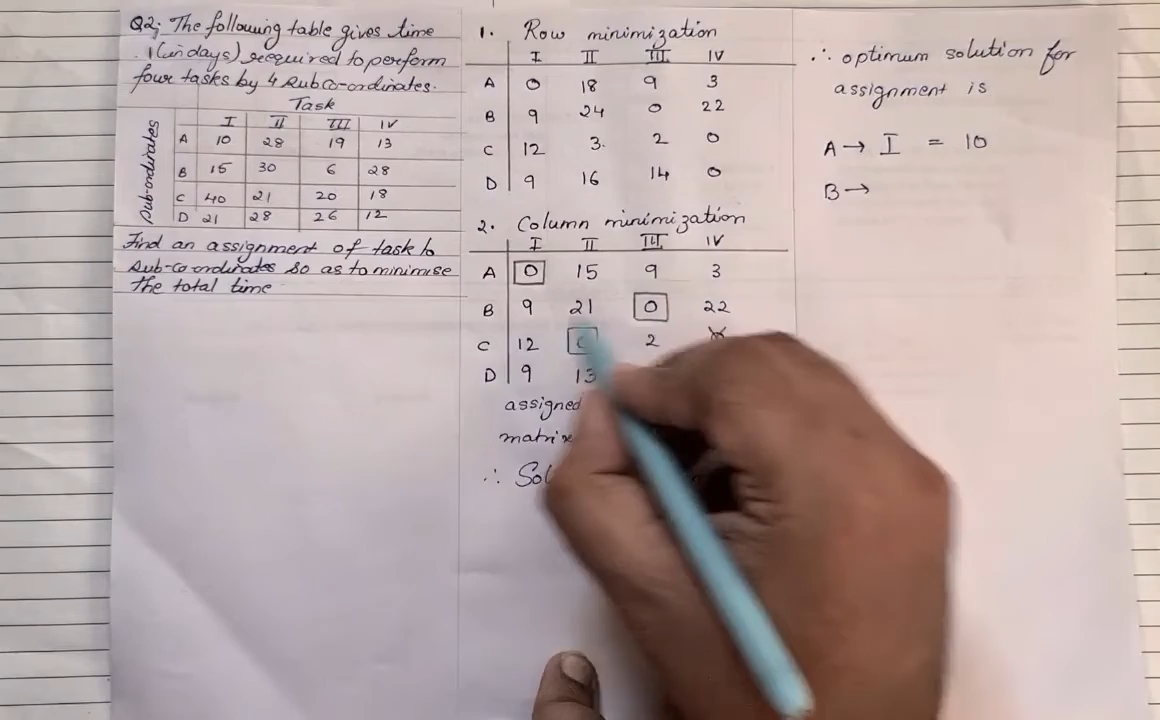 Q2; The following table gives time
(in days) required to perform
four tasks by 4 subco-ordinates.
Task
Sub-ordinates
I II III IV
A 10 28 19 13
B 15 30 6 28
C 40 21 20 18
D 21 28 26 12
Find an assignment of task to
sub-co ordinates so as to minimise
the total time
1. Row minimization
I II III IV
A 0 18 9 3
B 9 24 0 22
C 12 3. 2 0
D 9 16 14 0
2. Column minimization
I II III IV
A 0 15 9 3
B 9 21 0 22
C 12 2
D 9 13
assigned
matrix
∴
∴ optimum solution for
assignment is
A → I = 10
B →